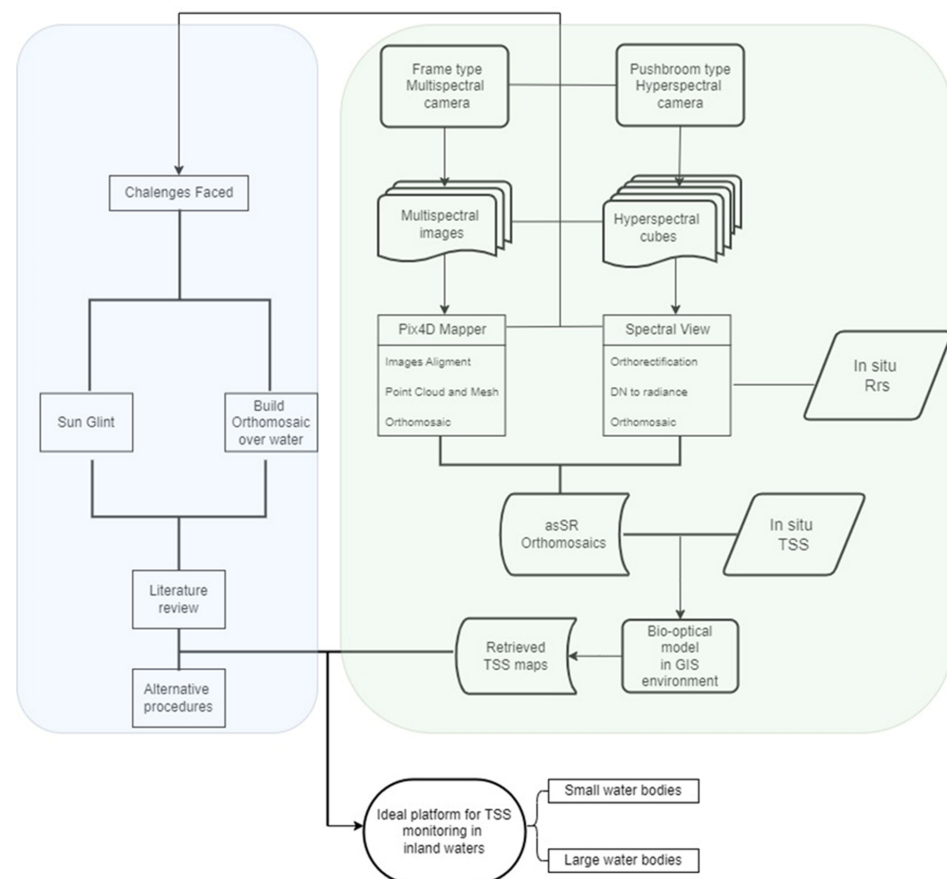 Frame type
Multispectral
camera
Pushbroom type
Hyperspectral
camera
Chalenges Faced
Multispectral
images
Hyperspectral
cubes
Pix4D Mapper
Images Aligment
Point Cloud and Mesh
Orthomosaic
Spectral View
Orthorectification
DN to radiance
Orthomosaic
In situ
Rrs
Sun Glint
Build
Orthomosaic
over water
asSR
Orthomosaics
In situ
TSS
Literature
review
Retrieved
TSS maps
Bio-optical
model
in GIS
environment
Alternative
procedures
Ideal platform for TSS
monitoring in
inland waters
Small water bodies
Large water bodies